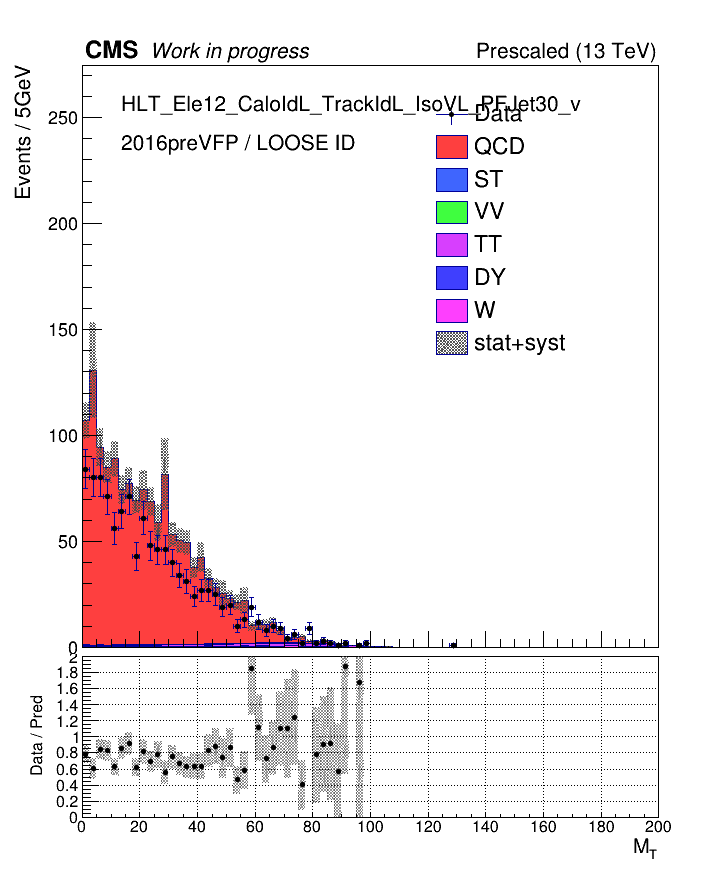 CMS Work in progress Prescaled (13 TeV)
Events / 5GeV
HLT_Ele12_CaloIdL_TrackIdL_IsoVL_PFJet30_v
2016preVFP / LOOSE ID
Data
QCD
ST
VV
TT
DY
W
stat+syst
250
200
150
100
50
0
Data / Pred
2
1.8
1.6
1.4
1.2
1
0.8
0.6
0.4
0.2
0
0 20 40 60 80 100 120 140 160 180 200
M_T